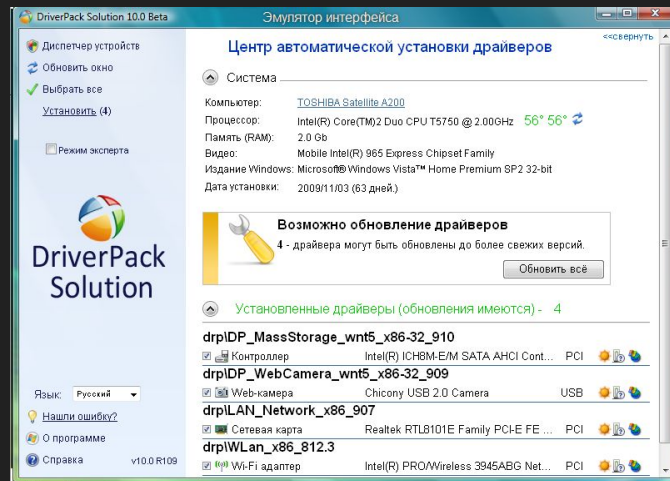 DriverPack Solution 10.0 Beta
Эмулятор интерфейса
<<свернуть
Диспетчер устройств
Обновить окно
Выбрать все
Установить (4)
Режим эксперта
DriverPack
Solution
Язык: Русский
Нашли ошибку?
О программе
Справка
v10.0 R109
Центр автоматической установки драйверов
Система
Компьютер: TOSHIBA Satellite A200
Процессор: Intel(R) Core(TM)2 Duo CPU T5750 @ 2.00GHz 56° 56°
Память (RAM): 2.0 Gb
Видео: Mobile Intel(R) 965 Express Chipset Family
Издание Windows: Microsoft® Windows Vista™ Home Premium SP2 32-bit
Дата установки: 2009/11/03 (63 дней.)
Возможно обновление драйверов
4 - драйвера могут быть обновлены до более свежих версий.
Обновить всё
Установленные драйверы (обновления имеются) - 4
drp\DP_MassStorage_wnt5_x86-32_910
Контроллер Intel(R) ICH8M-E/M SATA AHCI Cont... PCI
drp\DP_WebCamera_wnt5_x86-32_909
Web-камера Chicony USB 2.0 Camera USB
drp\LAN_Network_x86_907
Сетевая карта Realtek RTL8101E Family PCI-E FE ... PCI
drp\WLan_x86_812.3
Wi-Fi адаптер Intel(R) PRO/Wireless 3945ABG Net... PCI